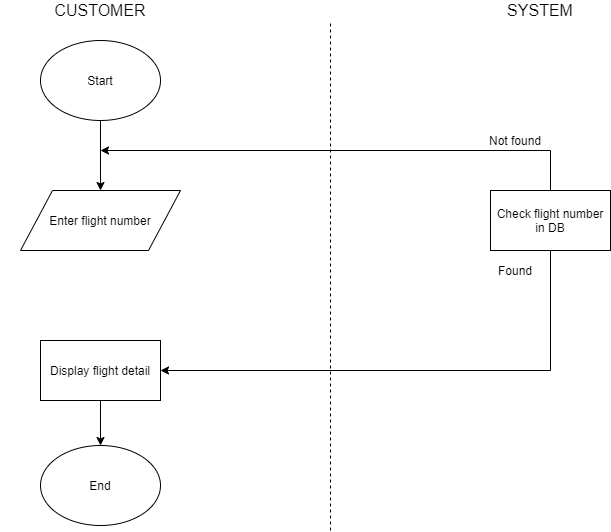 CUSTOMER
SYSTEM
Start
Not found
Enter flight number
Check flight number
in DB
Found
Display flight detail
End